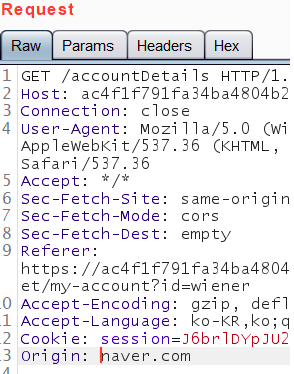 Request
Raw Params Headers Hex
1 GET /accountDetails HTTP/1.
2 Host: ac4f1f791fa34ba4804b2
3 Connection: close
4 User-Agent: Mozilla/5.0 (Wi
AppleWebKit/537.36 (KHTML,
Safari/537.36
5 Accept: */*
6 Sec-Fetch-Site: same-origin
7 Sec-Fetch-Mode: cors
8 Sec-Fetch-Dest: empty
9 Referer:
https://ac4f1f791fa34ba4804
et/my-account?id=wiener
10 Accept-Encoding: gzip, defl
11 Accept-Language: ko-KR,ko;q
12 Cookie: session=J6brlDYpJU2
13 Origin: naver.com